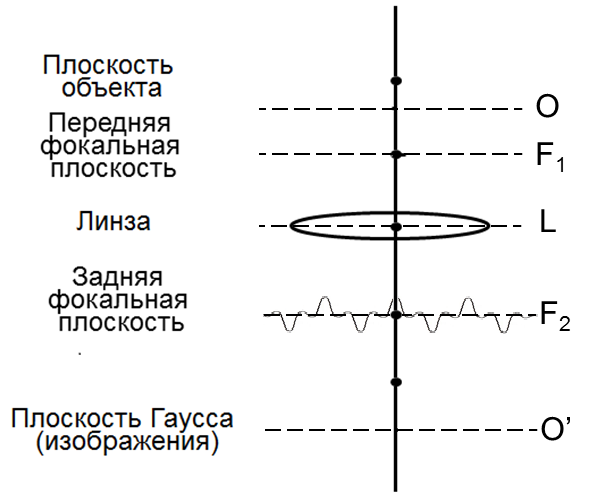 Плоскость
объекта
O
Передняя
фокальная
плоскость
F1
Линза
L
Задняя
фокальная
плоскость
F2
Плоскость Гаусса
(изображения)
O’